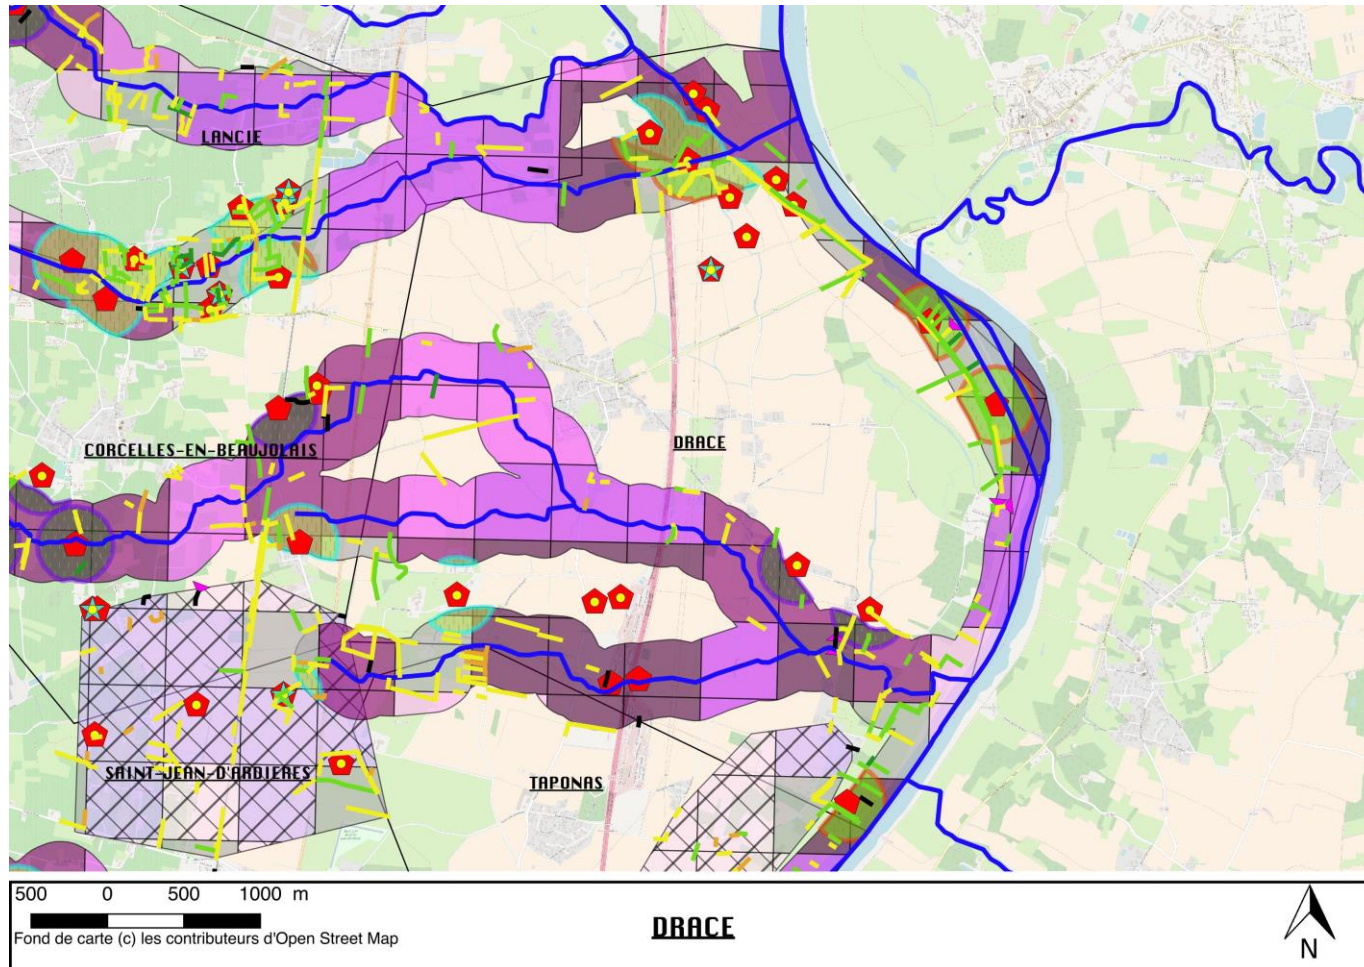 LANCIE
CORCELLES-EN-BEAUJOLAIS
DRACE
SAINT-JEAN-D'ARDIERES
TAPONAS
500 0 500 1000 m
Fond de carte (c) les contributeurs d'Open Street Map
DRACE
N